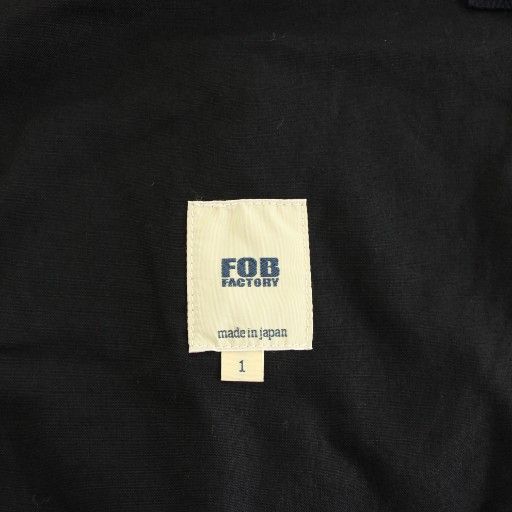 FOB
FACTORY
made in japan
1